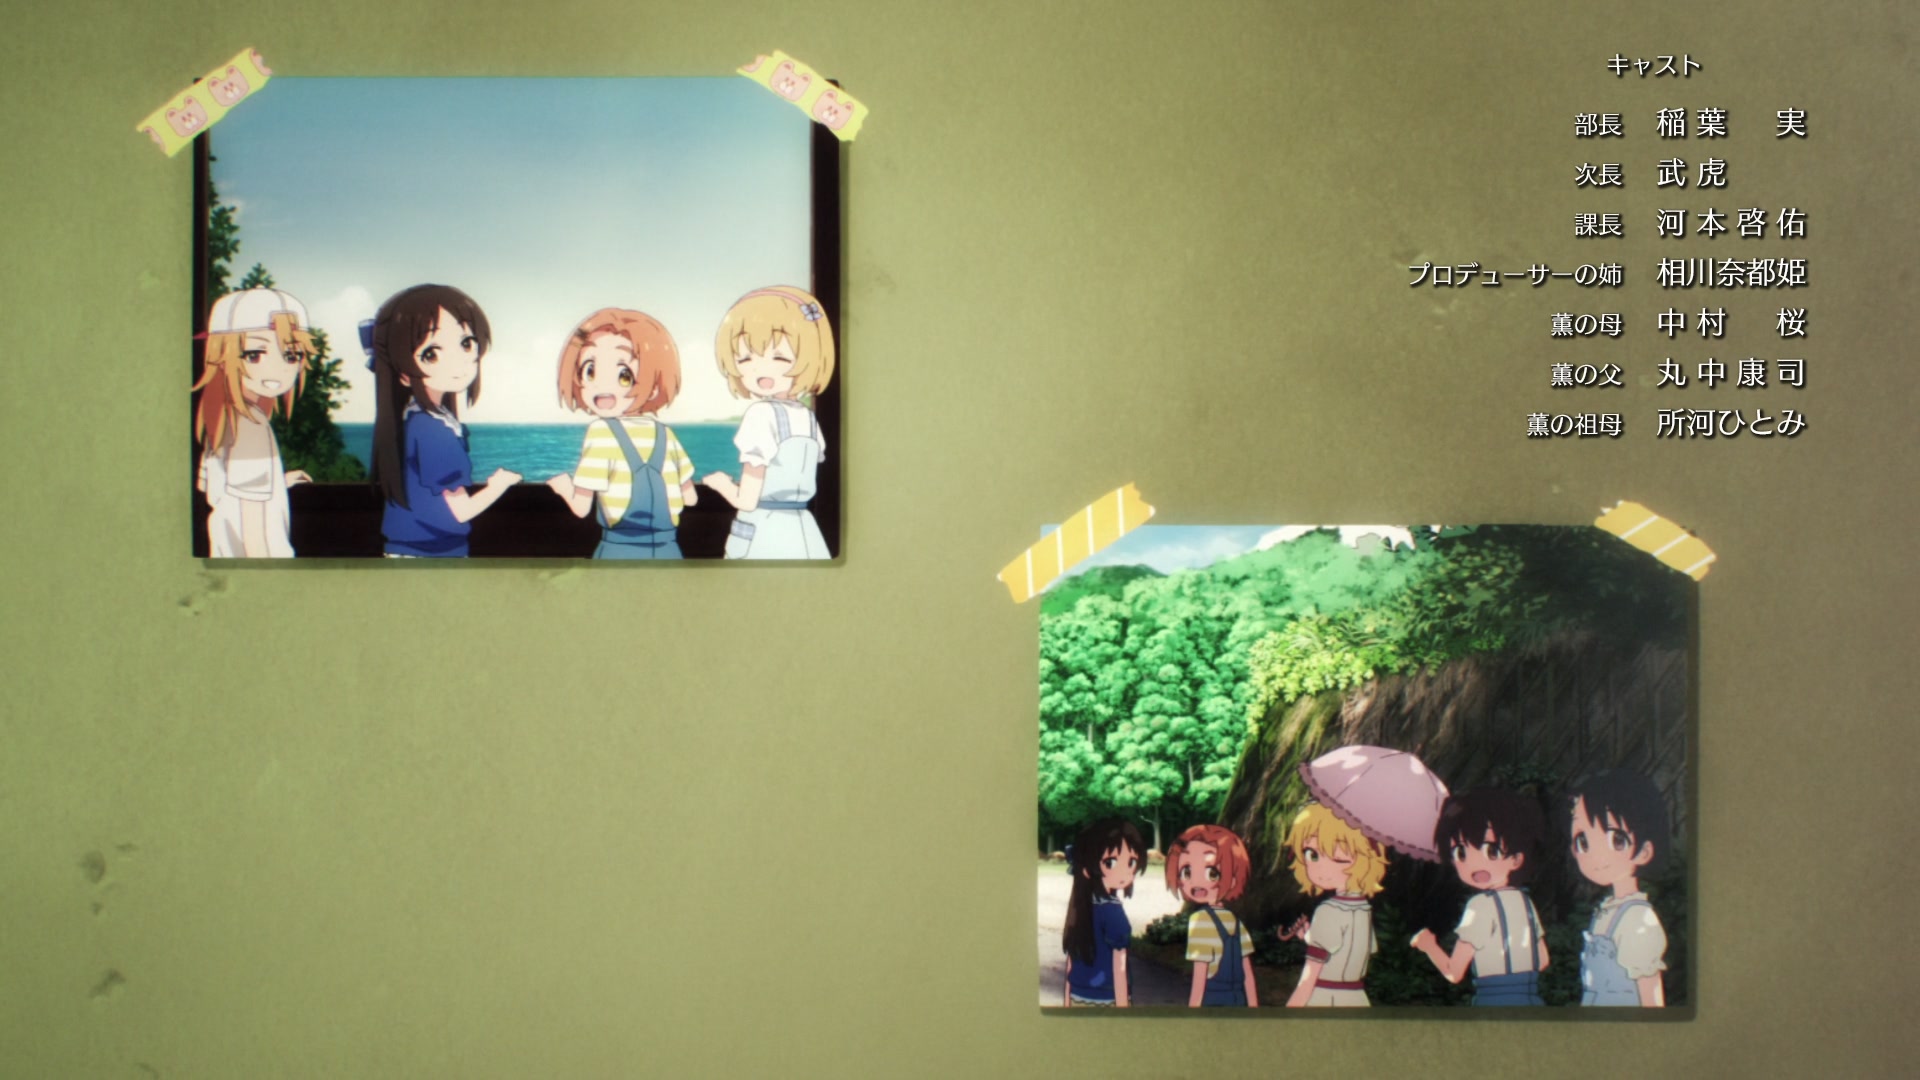 キャスト
部長 稲葉 実
次長 武虎
課長 河本啓佑
プロデューサーの姉 相川奈都姫
薫の母 中村 桜
薫の父 丸中康司
薫の祖母 所河ひとみ